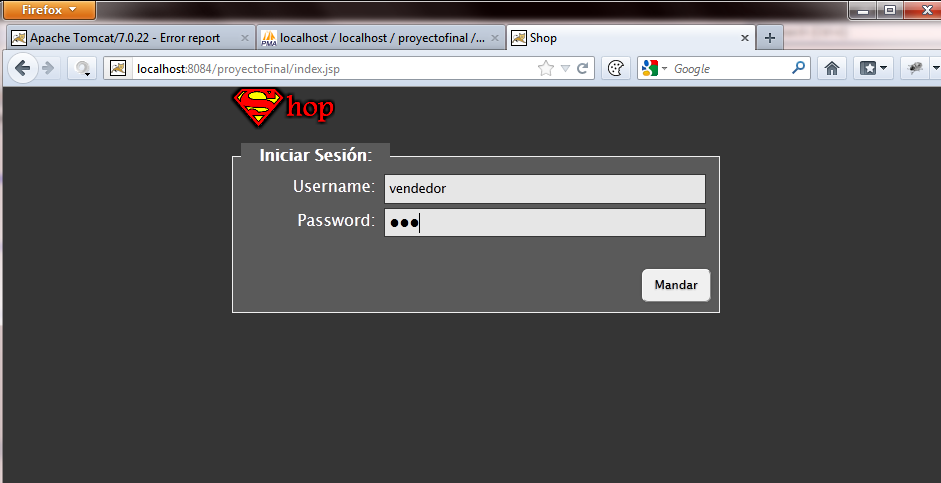 Firefox
Apache Tomcat/7.0.22 - Error report
localhost / localhost / proyectofinal /...
Shop
localhost:8084/proyectoFinal/index.jsp
Google
Shop
Iniciar Sesión:
Username: vendedor
Password: ●●●
Mandar